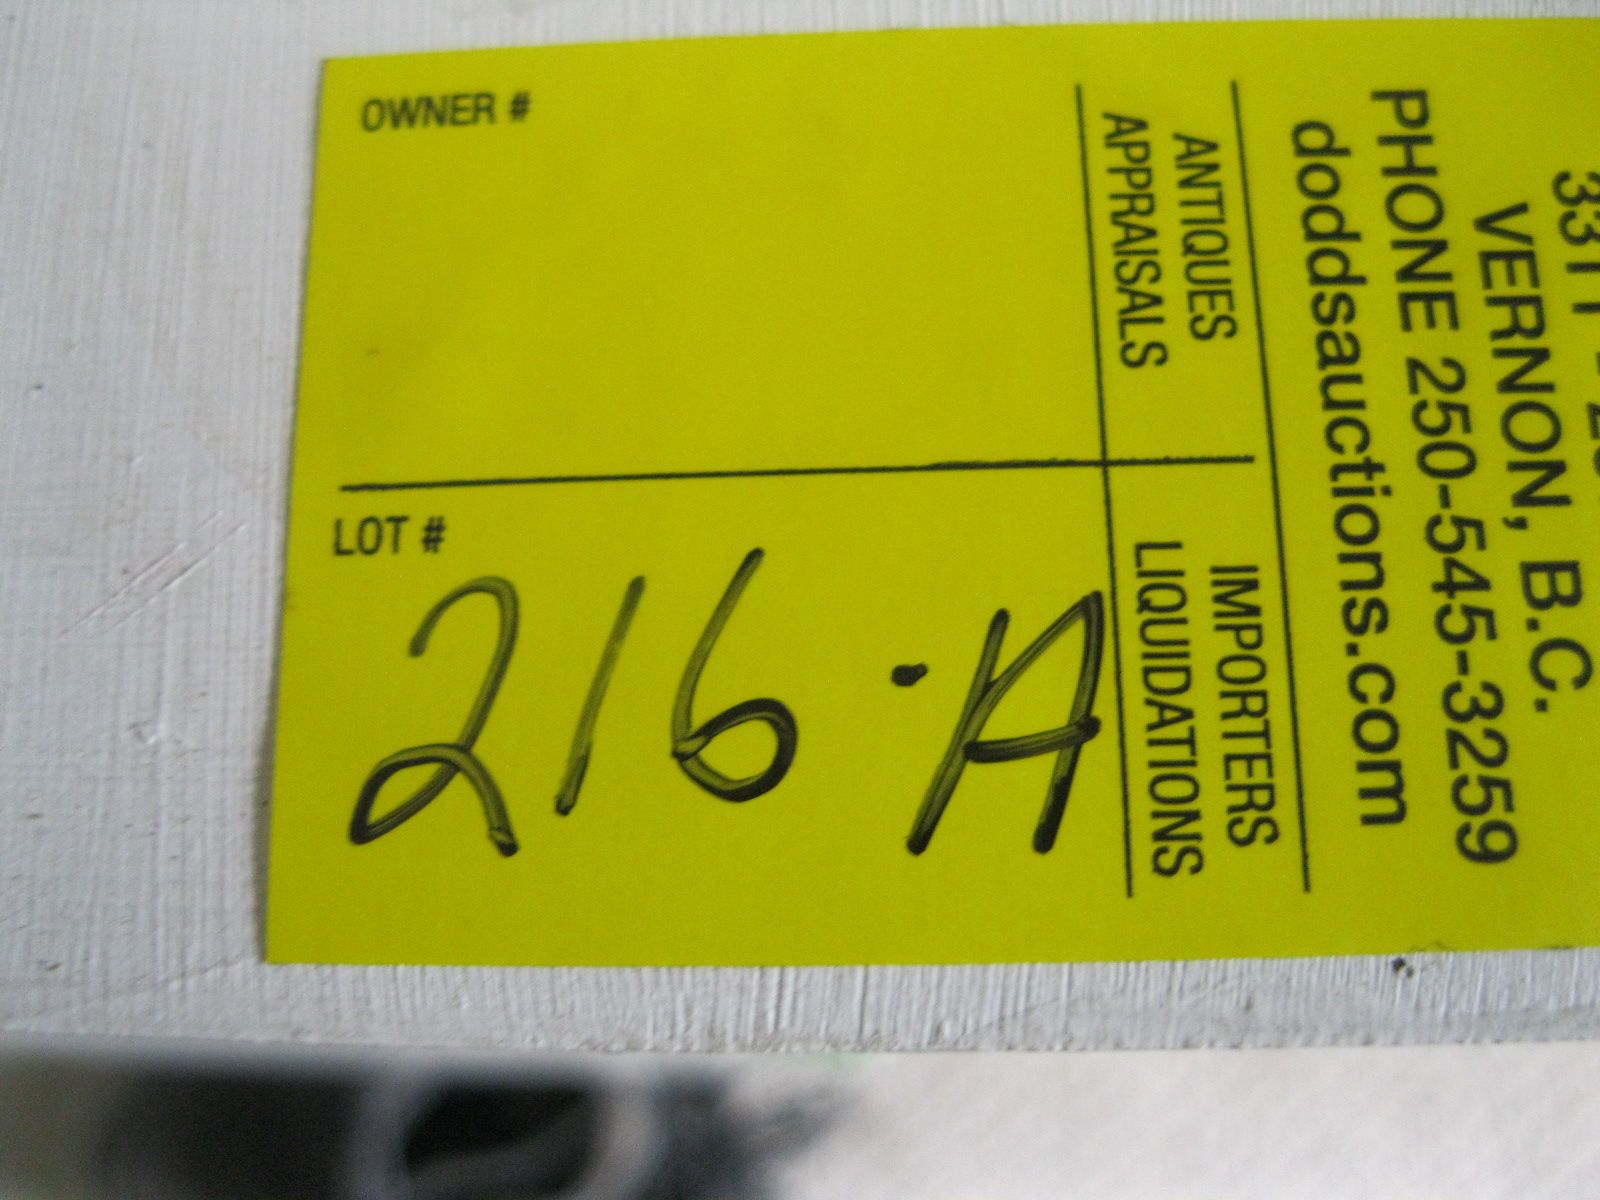 OWNER #
LOT #
216·A
VERNON, B.C.
PHONE 250-545-3259
doddsauctions.com
ANTIQUES
APPRAISALS
IMPORTERS
LIQUIDATIONS